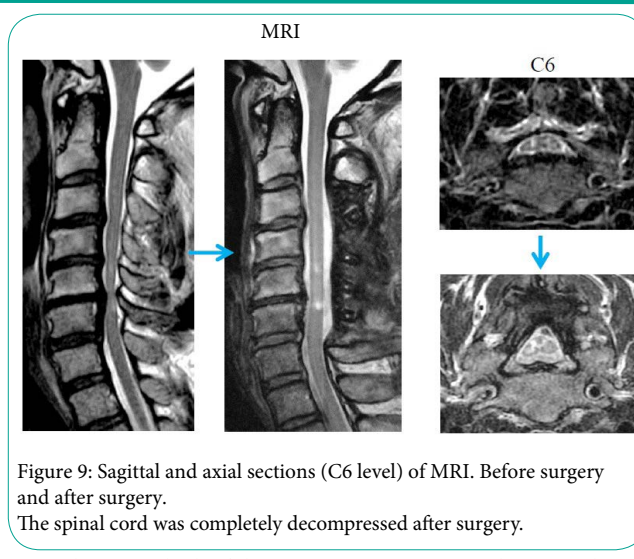 MRI
C6
Figure 9: Sagittal and axial sections (C6 level) of MRI. Before surgery
and after surgery.
The spinal cord was completely decompressed after surgery.